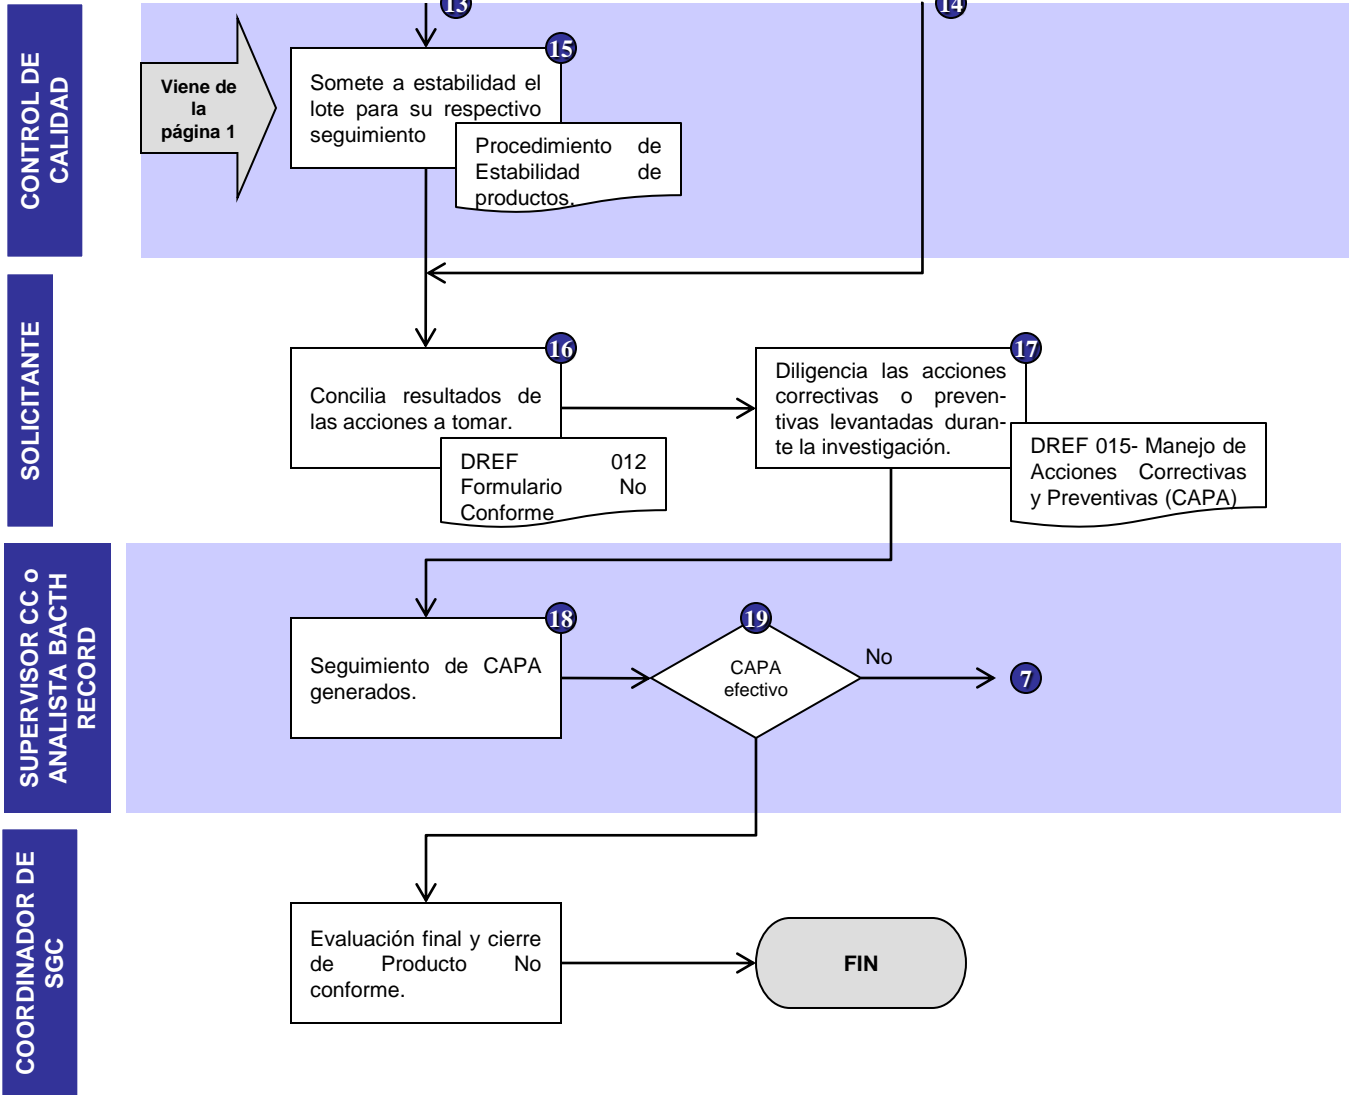 13
14
CONTROL DE
CALIDAD
Viene de
la
página 1
15
Somete a estabilidad el
lote para su respectivo
seguimiento
Procedimiento de
Estabilidad de
productos.
SOLICITANTE
16
Concilia resultados de
las acciones a tomar.
DREF 012
Formulario No
Conforme
17
Diligencia las acciones
correctivas o preven-
tivas levantadas duran-
te la investigación.
DREF 015- Manejo de
Acciones Correctivas
y Preventivas (CAPA)
SUPERVISOR CC o
ANALISTA BACTH
RECORD
18
Seguimiento de CAPA
generados.
19
CAPA
efectivo
No
7
COORDINADOR DE
SGC
Evaluación final y cierre
de Producto No
conforme.
FIN